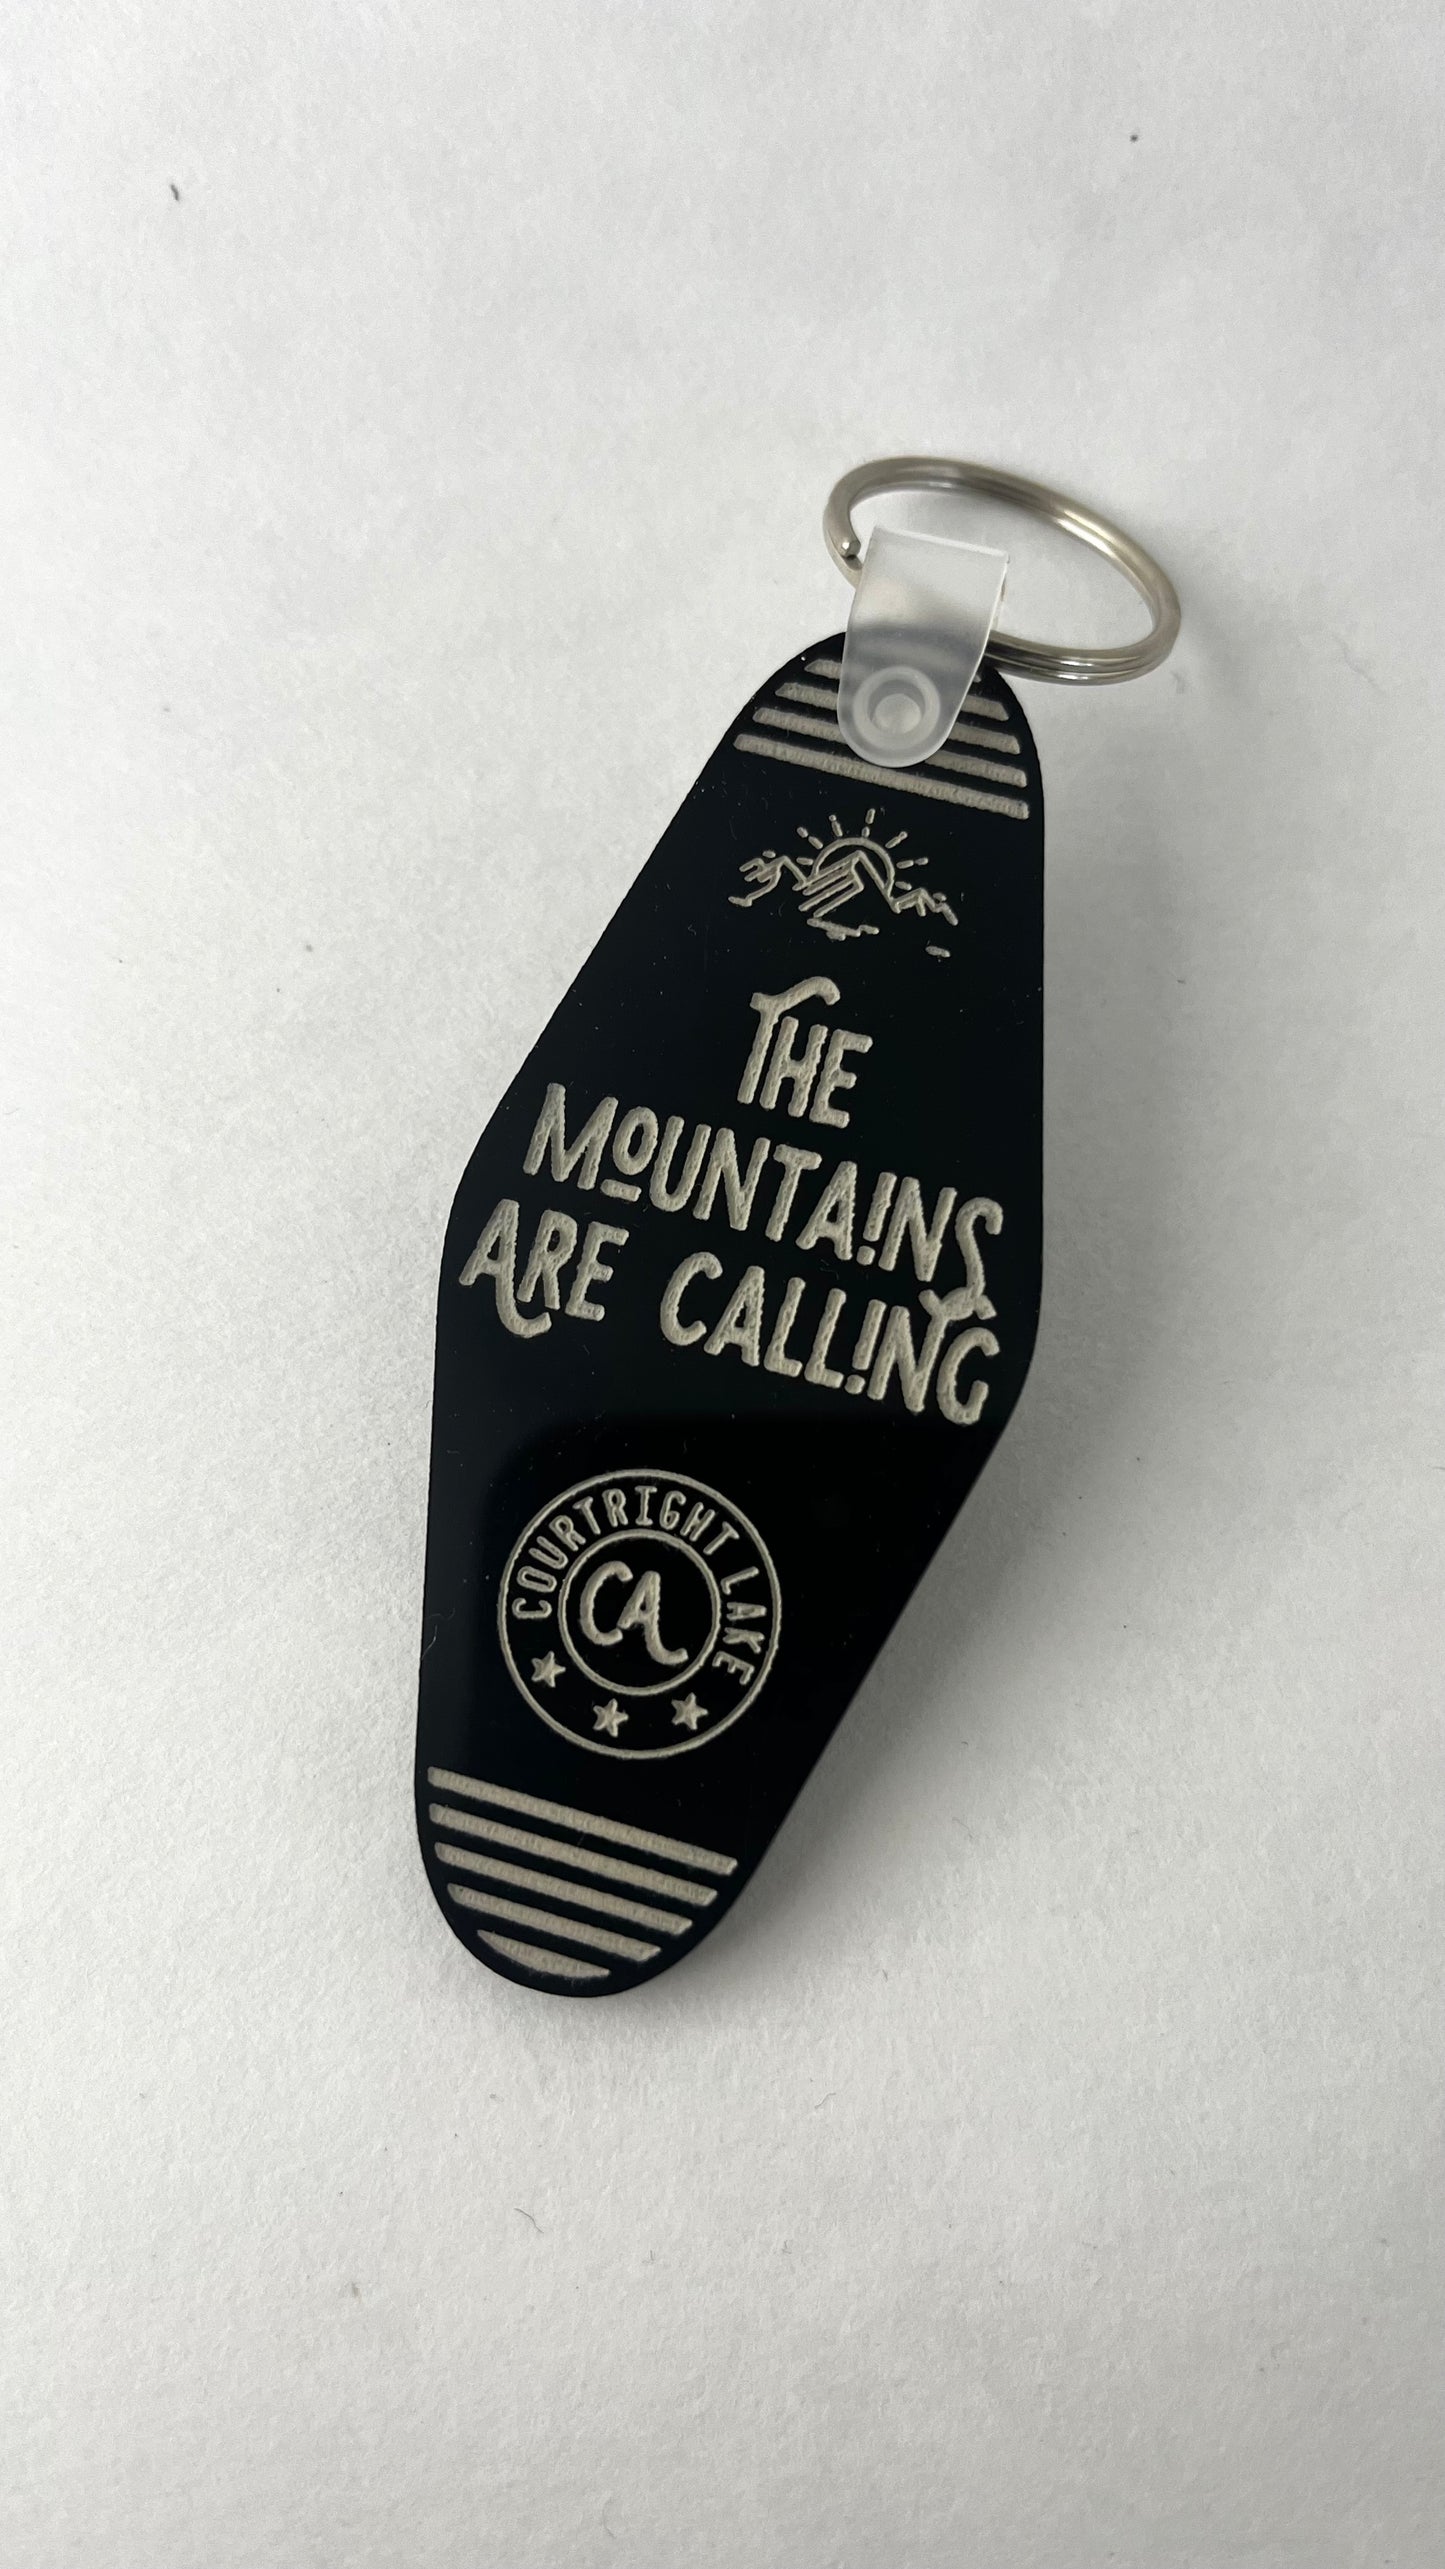 THE
MOUNTAINS
ARE CALLING
COURTRIGHT LAKE
CA